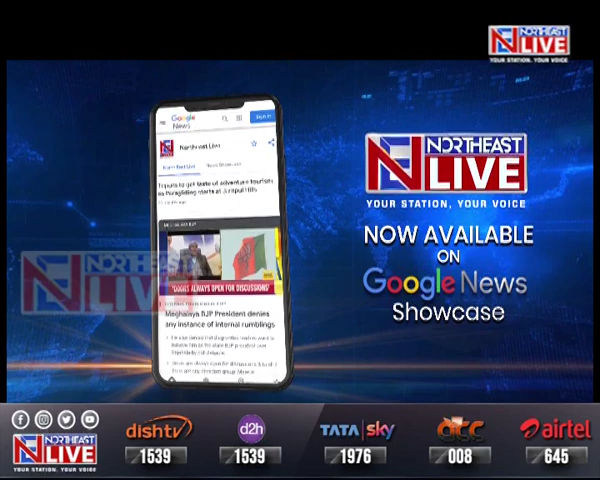 NORTHEAST
LIVE
YOUR STATION, YOUR VOICE
Google
News
Sign in
Northeast Live
Tripura to get taste of adventure tourism
as Paragliding starts at Jampui Hills
"DOORS ALWAYS OPEN FOR DISCUSSIONS"
Meghalaya BJP President denies
any instance of internal rumblings
NORTHEAST
LIVE
YOUR STATION, YOUR VOICE
NOW AVAILABLE
ON
Google News
Showcase
NORTHEAST
LIVE
NORTHEAST
LIVE
YOUR STATION, YOUR VOICE
dishtv
1539
d2h
1539
TATA sky
1976
008
airtel
645